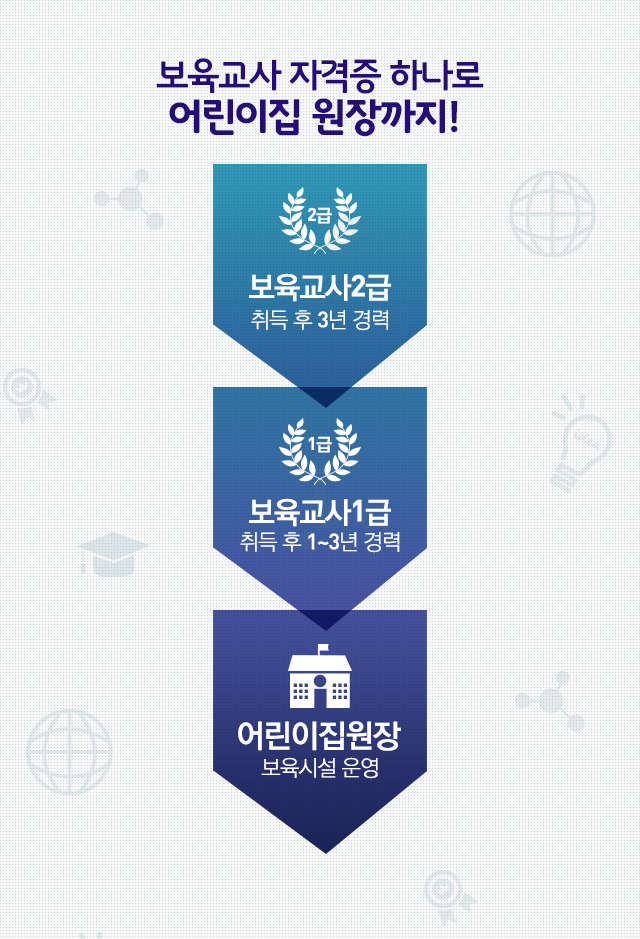 보육교사 자격증 하나로
어린이집 원장까지!
2급
보육교사2급
취득 후 3년 경력
idea
1급
보육교사1급
취득 후 1~3년 경력
어린이집원장
보육시설 운영